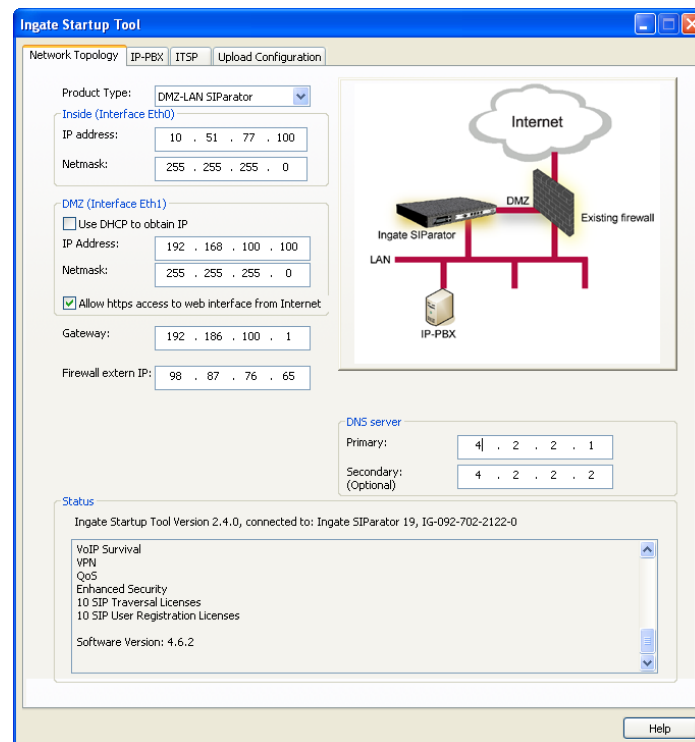 Ingate Startup Tool
Network Topology IP-PBX ITSP Upload Configuration
Product Type: DMZ-LAN SIParator
Inside (Interface Eth0)
IP address: 10 . 51 . 77 . 100
Netmask: 255 . 255 . 255 . 0
DMZ (Interface Eth1)
Use DHCP to obtain IP
IP Address: 192 . 168 . 100 . 100
Netmask: 255 . 255 . 255 . 0
Allow https access to web interface from Internet
Gateway: 192 . 186 . 100 . 1
Firewall extern IP: 98 . 87 . 76 . 65
Internet
DMZ
Existing firewall
Ingate SIParator
LAN
IP-PBX
DNS server
Primary: 4 . 2 . 2 . 1
Secondary: 4 . 2 . 2 . 2
(Optional)
Status
Ingate Startup Tool Version 2.4.0, connected to: Ingate SIParator 19, IG-092-702-2122-0
VoIP Survival
VPN
QoS
Enhanced Security
10 SIP Traversal Licenses
10 SIP User Registration Licenses
Software Version: 4.6.2
Help